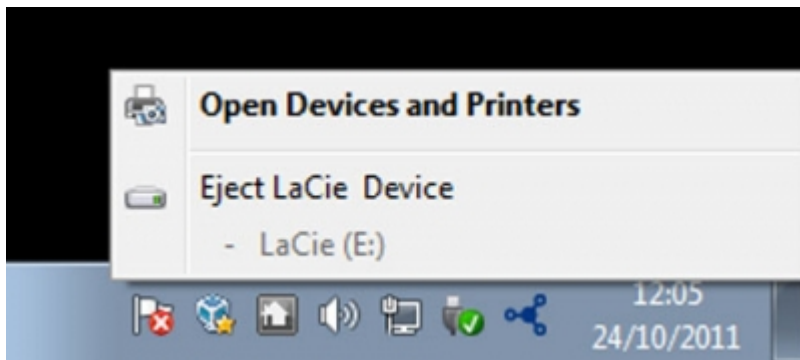 Open Devices and Printers
Eject LaCie Device
- LaCie (E:)
12:05
24/10/2011